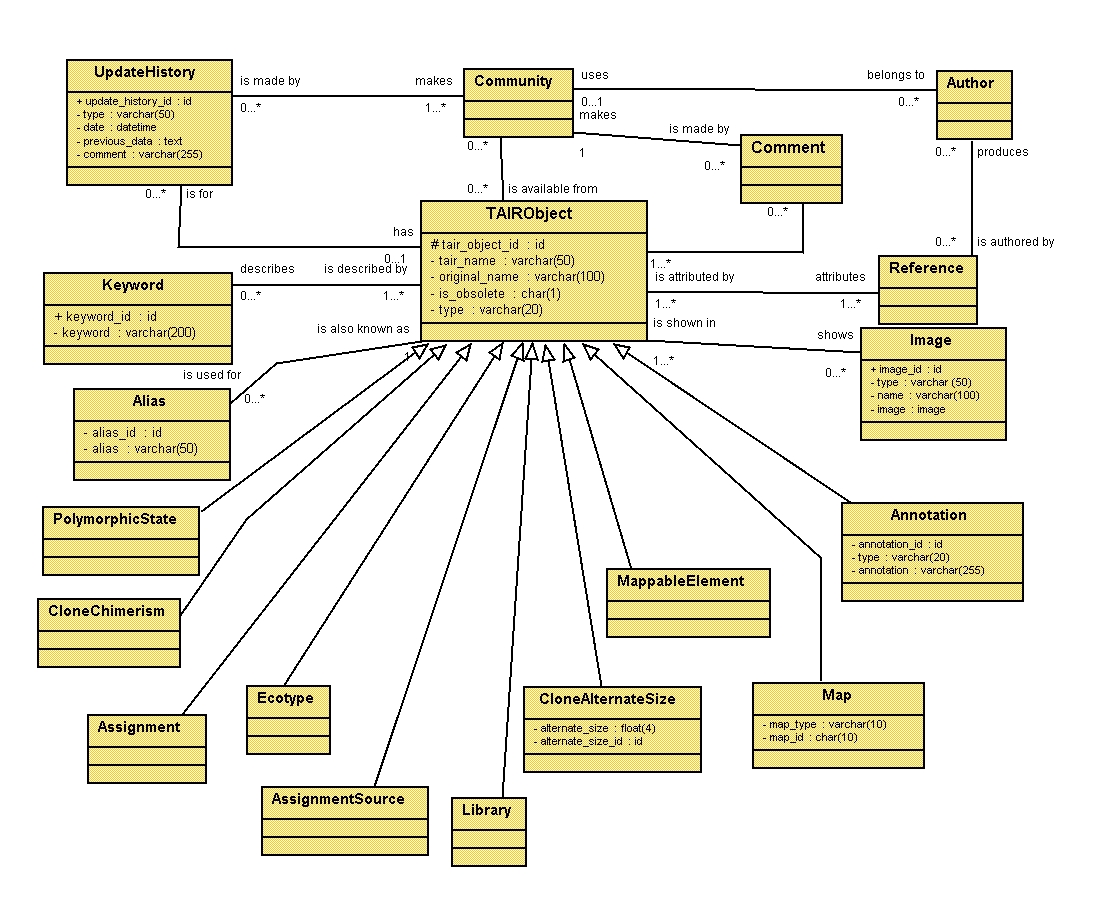 UpdateHistory
+ update_history_id : id
- type : varchar(50)
- date : datetime
- previous_data : text
- comment : varchar(255)
is made by
makes
0...*
1...*
Community
uses
belongs to
0...1
0...*
Author
makes
is made by
1
0...*
Comment
0...*
produces
0...*
0...*
is available from
0...*
is for
0...*
has
0...1
TAIRObject
# tair_object_id : id
- tair_name : varchar(50)
- original_name : varchar(100)
- is_obsolete : char(1)
- type : varchar(20)
0...*
is authored by
1...*
Reference
is attributed by
attributes
1...*
1...*
Keyword
+ keyword_id : id
- keyword : varchar(200)
describes
is described by
0...*
1...*
is shown in
shows
1...*
0...*
Image
+ image_id : id
- type : varchar (50)
- name : varchar(100)
- image : image
is also known as
1
is used for
0...*
Alias
- alias_id : id
- alias : varchar(50)
PolymorphicState
Annotation
- annotation_id : id
- type : varchar(20)
- annotation : varchar(255)
CloneChimerism
MappableElement
Assignment
Ecotype
CloneAlternateSize
- alternate_size : float(4)
- alternate_size_id : id
Map
- map_type : varchar(10)
- map_id : char(10)
AssignmentSource
Library